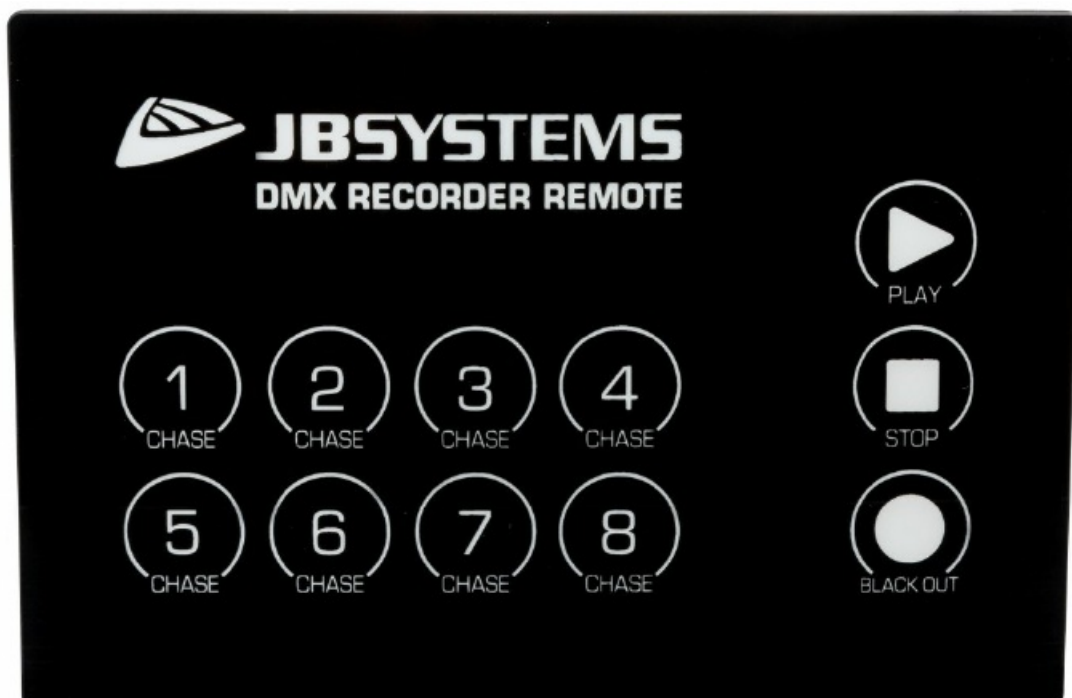 JBSYSTEMS
DMX RECORDER REMOTE
PLAY
1 2 3 4
CHASE CHASE CHASE CHASE
STOP
5 6 7 8
CHASE CHASE CHASE CHASE
BLACK OUT